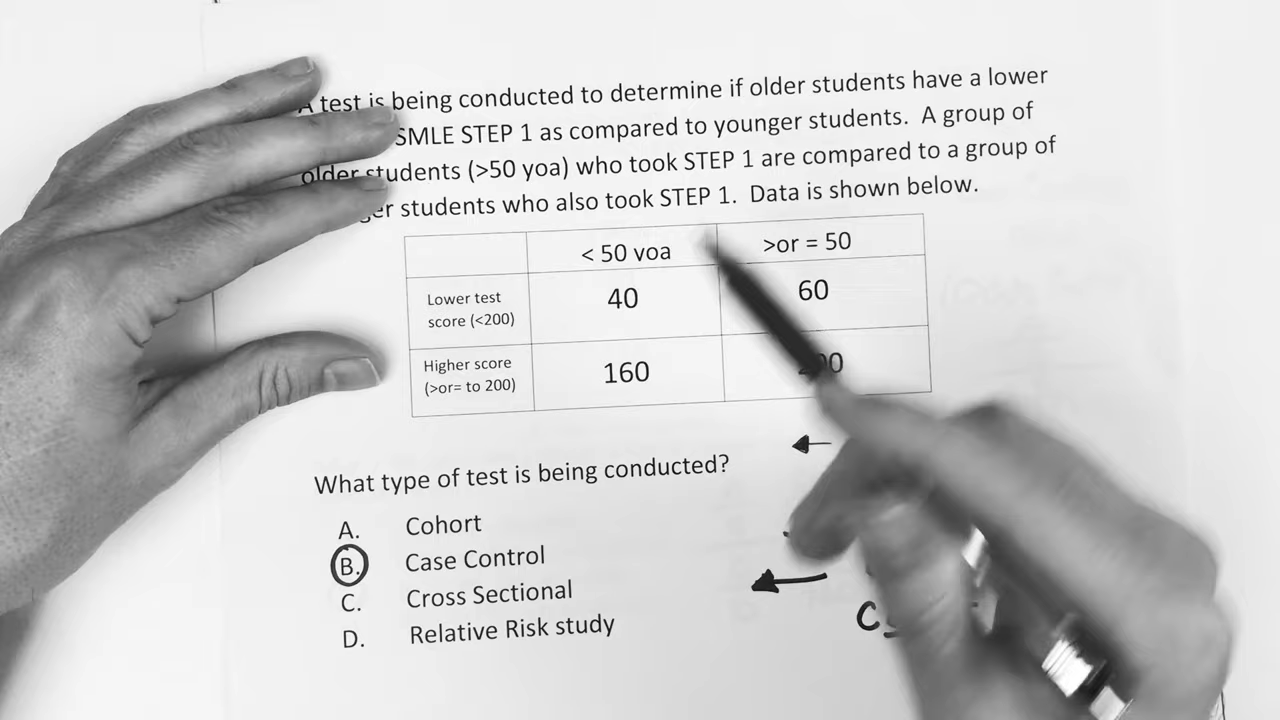 A test is being conducted to determine if older students have a lower
SMLE STEP 1 as compared to younger students. A group of
older students (>50 yoa) who took STEP 1 are compared to a group of
students who also took STEP 1. Data is shown below.
< 50 yoa >or = 50
Lower test score (<200) 40 60
Higher score (>or= to 200) 160
What type of test is being conducted?
A. Cohort
B. Case Control
C. Cross Sectional
D. Relative Risk study